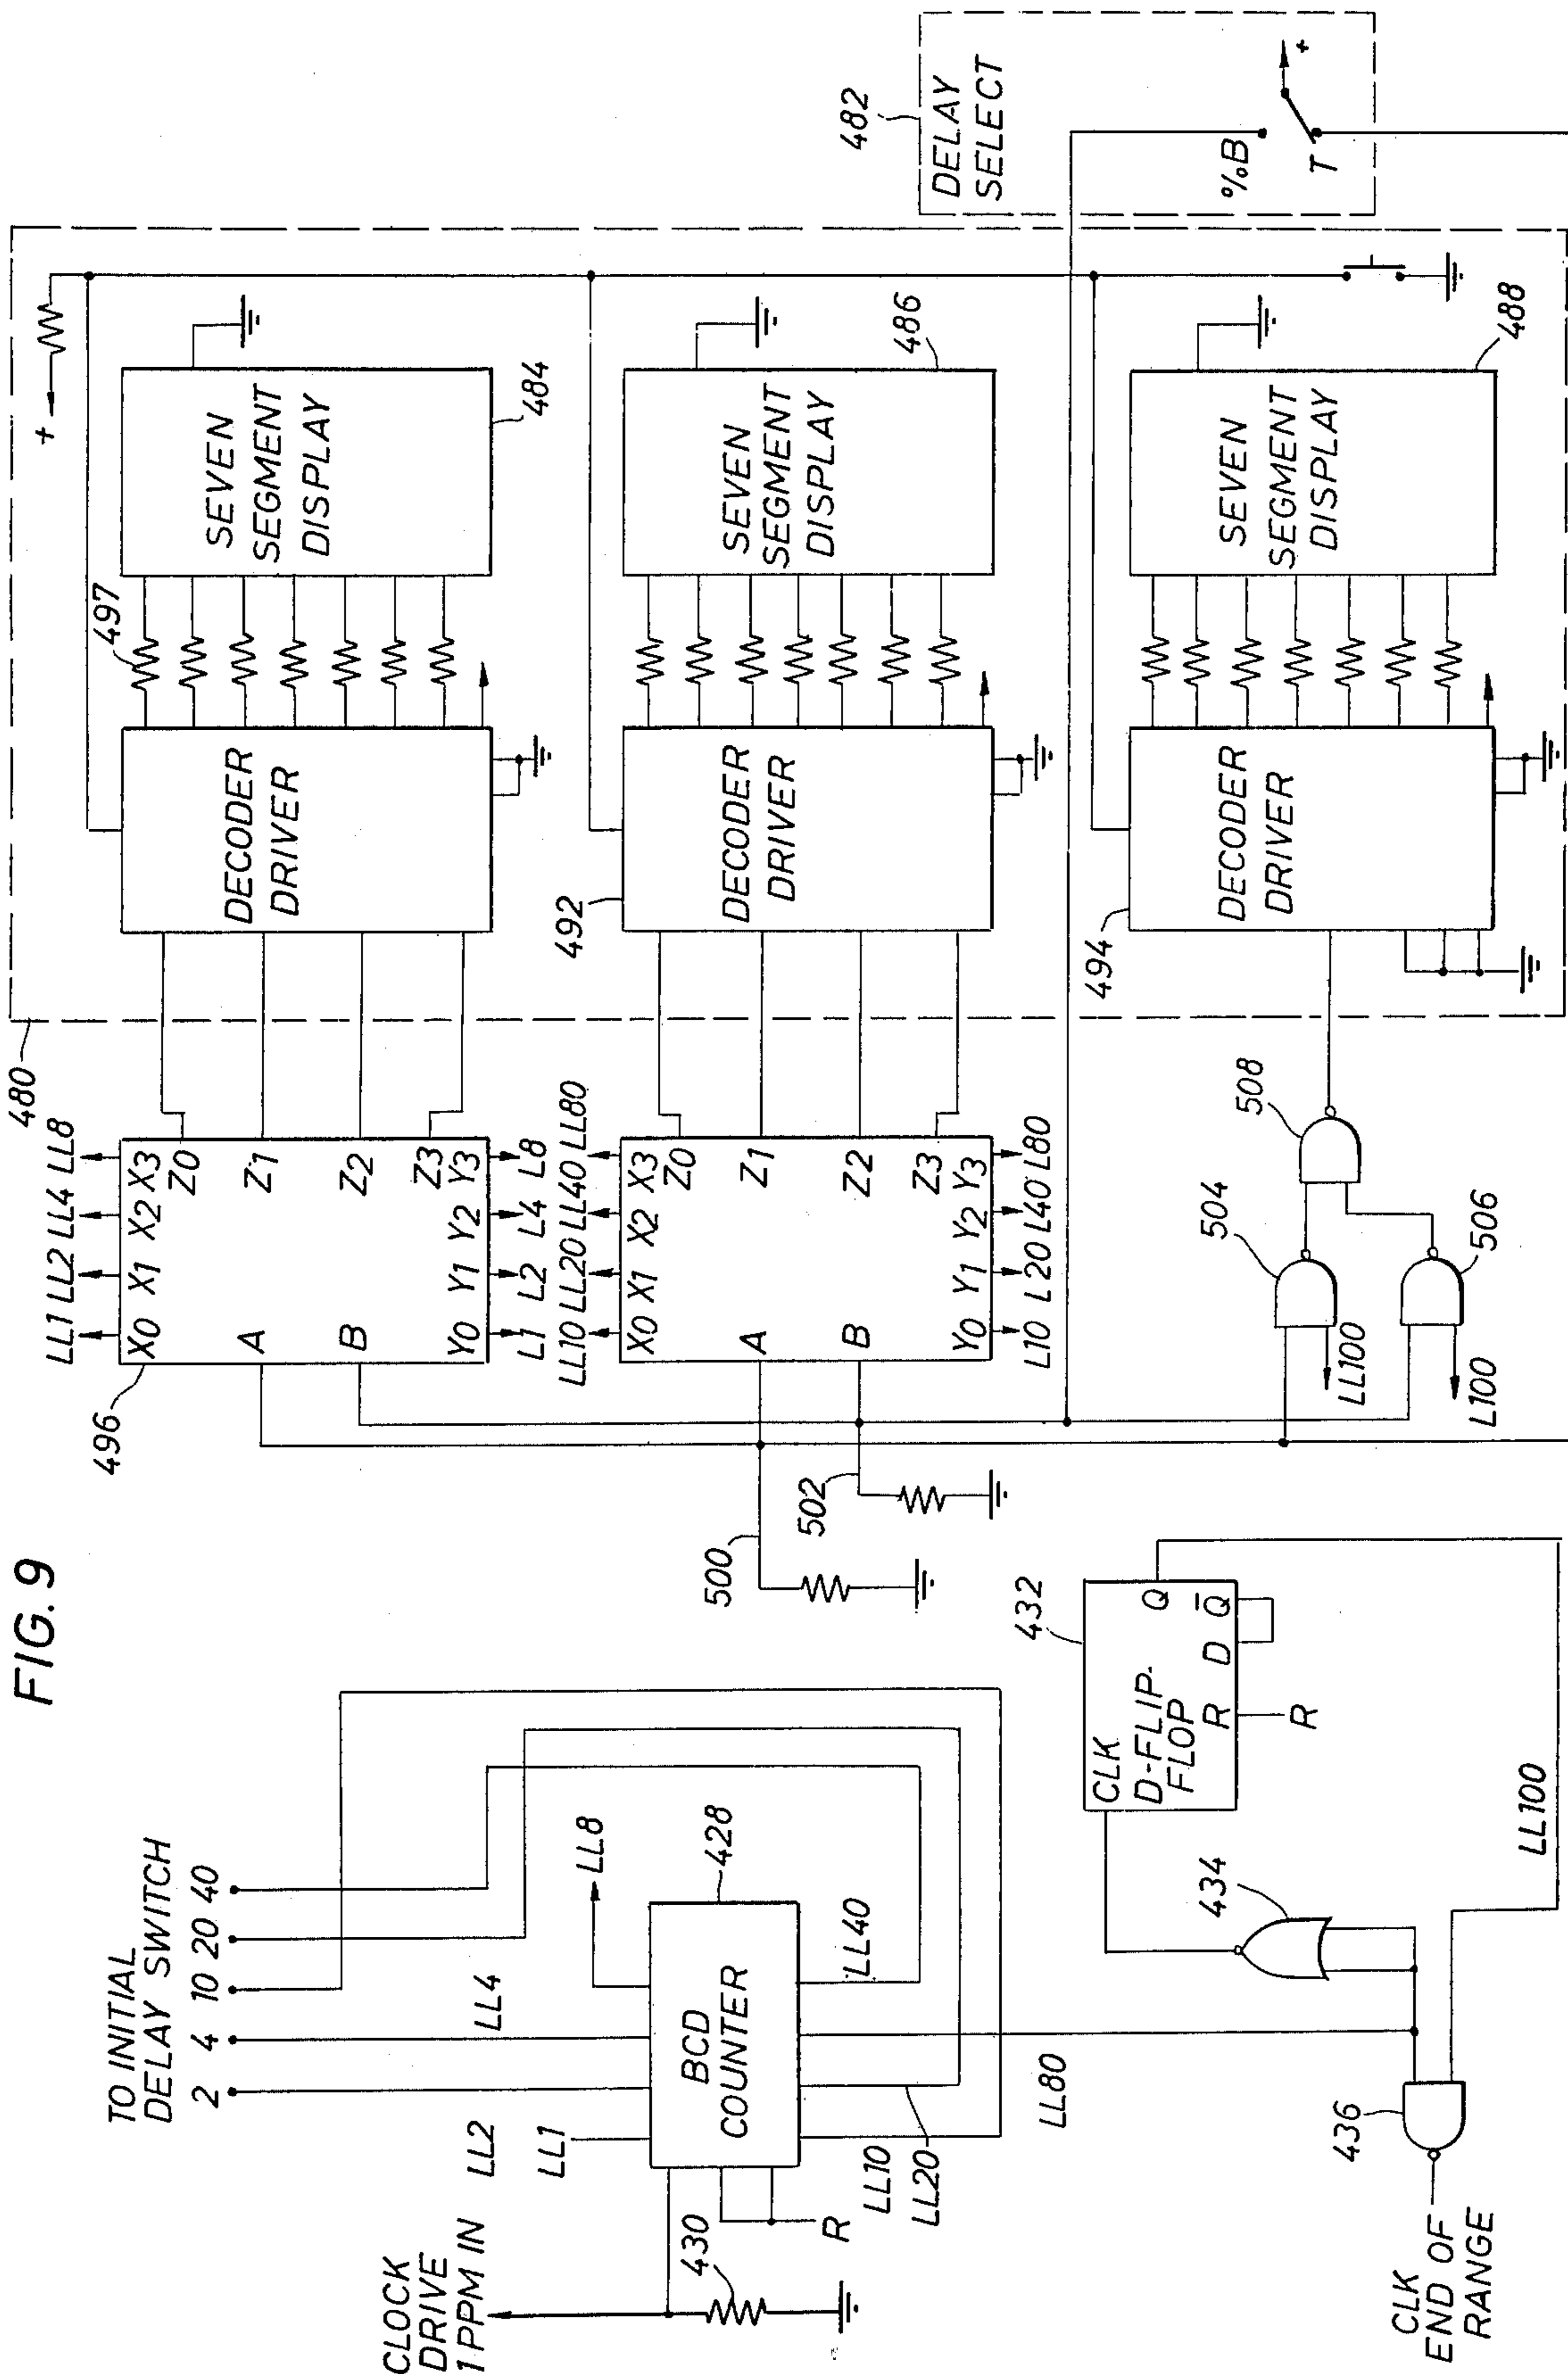 FIG. 9
TO INITIAL
DELAY SWITCH
2 4 10 20 40
CLOCK
DRIVE
1 PPM IN
LL2
LL4
LL1
LL8
BCD
COUNTER
428
R
430
LL10
LL20
LL40
LL80
CLK
END OF
RANGE
436
434
LL100
CLK
D-FLIP-
FLOP
R D Q̅
Q
R
432
480
496
LL1 LL2 LL4 LL8
X0 X1 X2 X3
A
B
Z0
Z1
Z2
Z3
Y0 Y1 Y2 Y3
L1 L2 L4 L8
LL10 LL20 LL40 LL80
X0 X1 X2 X3
A
B
Z0
Z1
Z2
Z3
Y0 Y1 Y2 Y3
L10 L20 L40 L80
500
502
504
506
508
LL100
L100
DECODER
DRIVER
497
SEVEN
SEGMENT
DISPLAY
484
+
492
DECODER
DRIVER
SEVEN
SEGMENT
DISPLAY
486
494
DECODER
DRIVER
SEVEN
SEGMENT
DISPLAY
488
482
DELAY
SELECT
%B
T
+